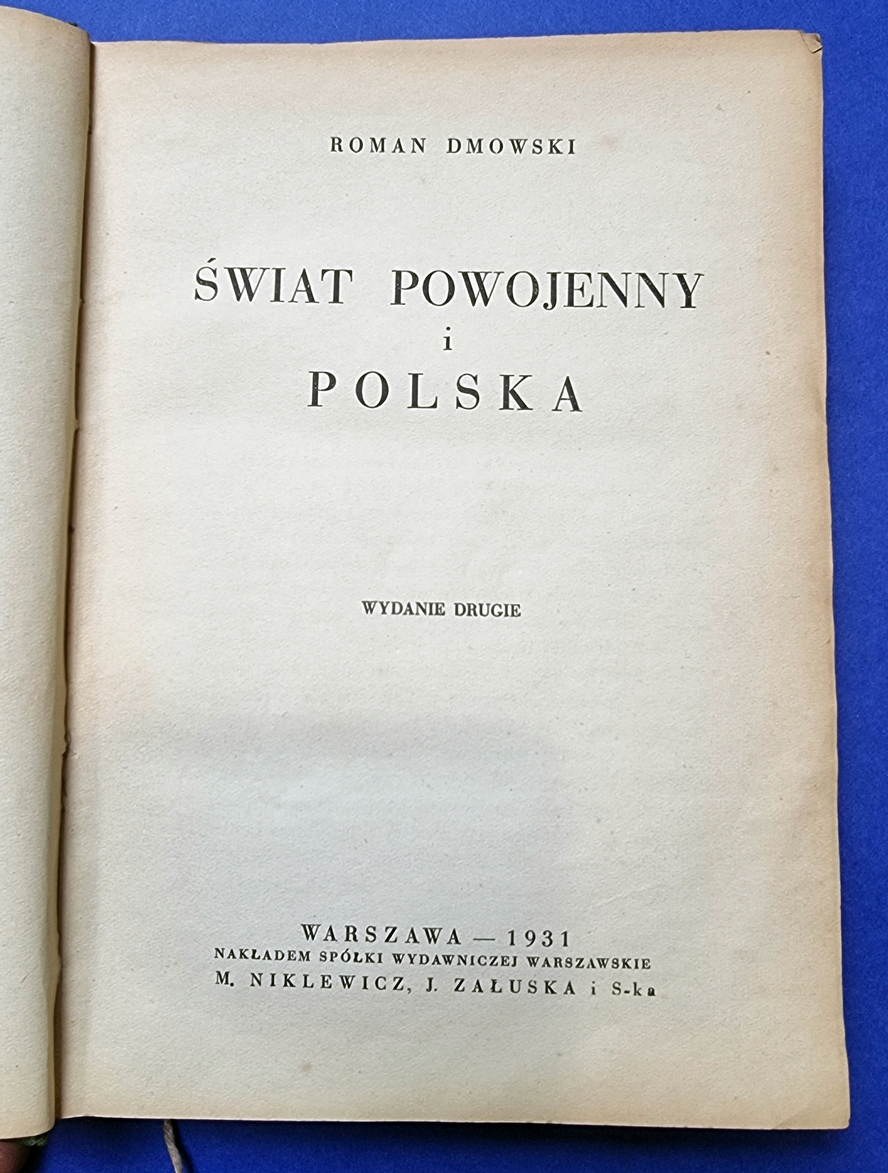 ROMAN DMOWSKI
ŚWIAT POWOJENNY
i
POLSKA
WYDANIE DRUGIE
WARSZAWA — 1931
NAKŁADEM SPÓŁKI WYDAWNICZEJ WARSZAWSKIE
M. NIKLEWICZ, J. ZAŁUSKA i S-ka